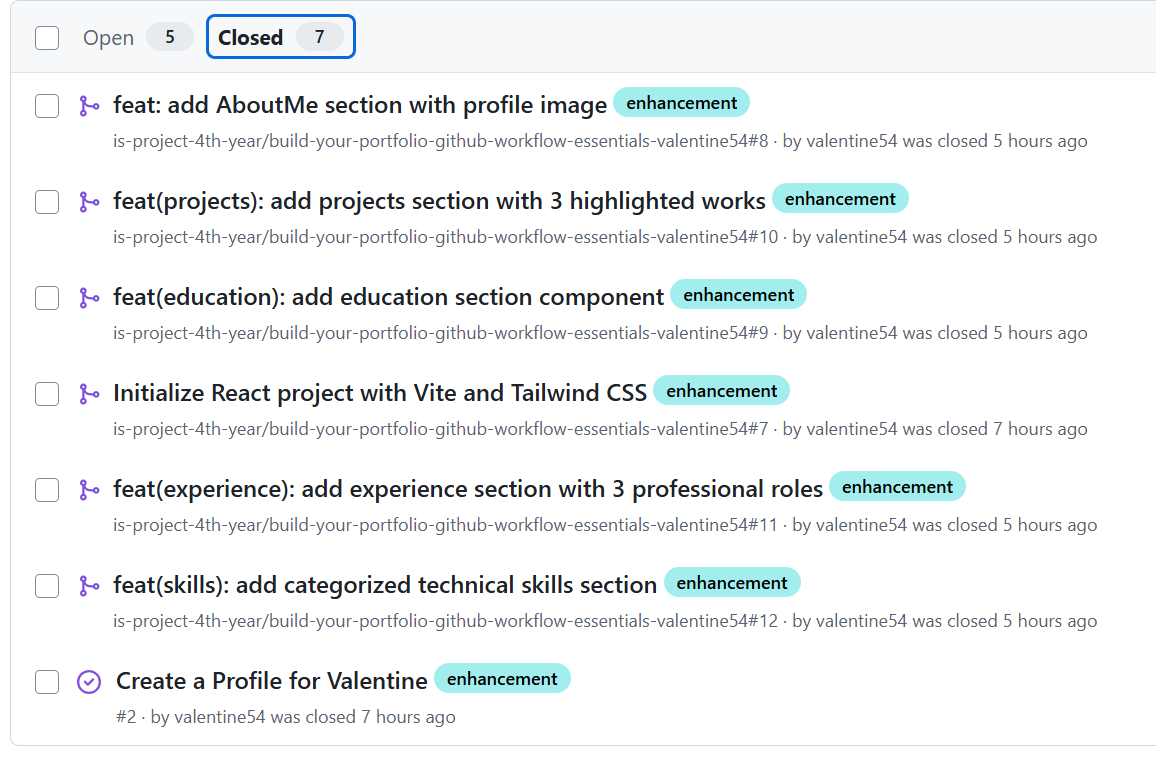 Open 5 Closed 7
feat: add AboutMe section with profile image enhancement
is-project-4th-year/build-your-portfolio-github-workflow-essentials-valentine54#8 · by valentine54 was closed 5 hours ago
feat(projects): add projects section with 3 highlighted works enhancement
is-project-4th-year/build-your-portfolio-github-workflow-essentials-valentine54#10 · by valentine54 was closed 5 hours ago
feat(education): add education section component enhancement
is-project-4th-year/build-your-portfolio-github-workflow-essentials-valentine54#9 · by valentine54 was closed 5 hours ago
Initialize React project with Vite and Tailwind CSS enhancement
is-project-4th-year/build-your-portfolio-github-workflow-essentials-valentine54#7 · by valentine54 was closed 7 hours ago
feat(experience): add experience section with 3 professional roles enhancement
is-project-4th-year/build-your-portfolio-github-workflow-essentials-valentine54#11 · by valentine54 was closed 5 hours ago
feat(skills): add categorized technical skills section enhancement
is-project-4th-year/build-your-portfolio-github-workflow-essentials-valentine54#12 · by valentine54 was closed 5 hours ago
Create a Profile for Valentine enhancement
#2 · by valentine54 was closed 7 hours ago